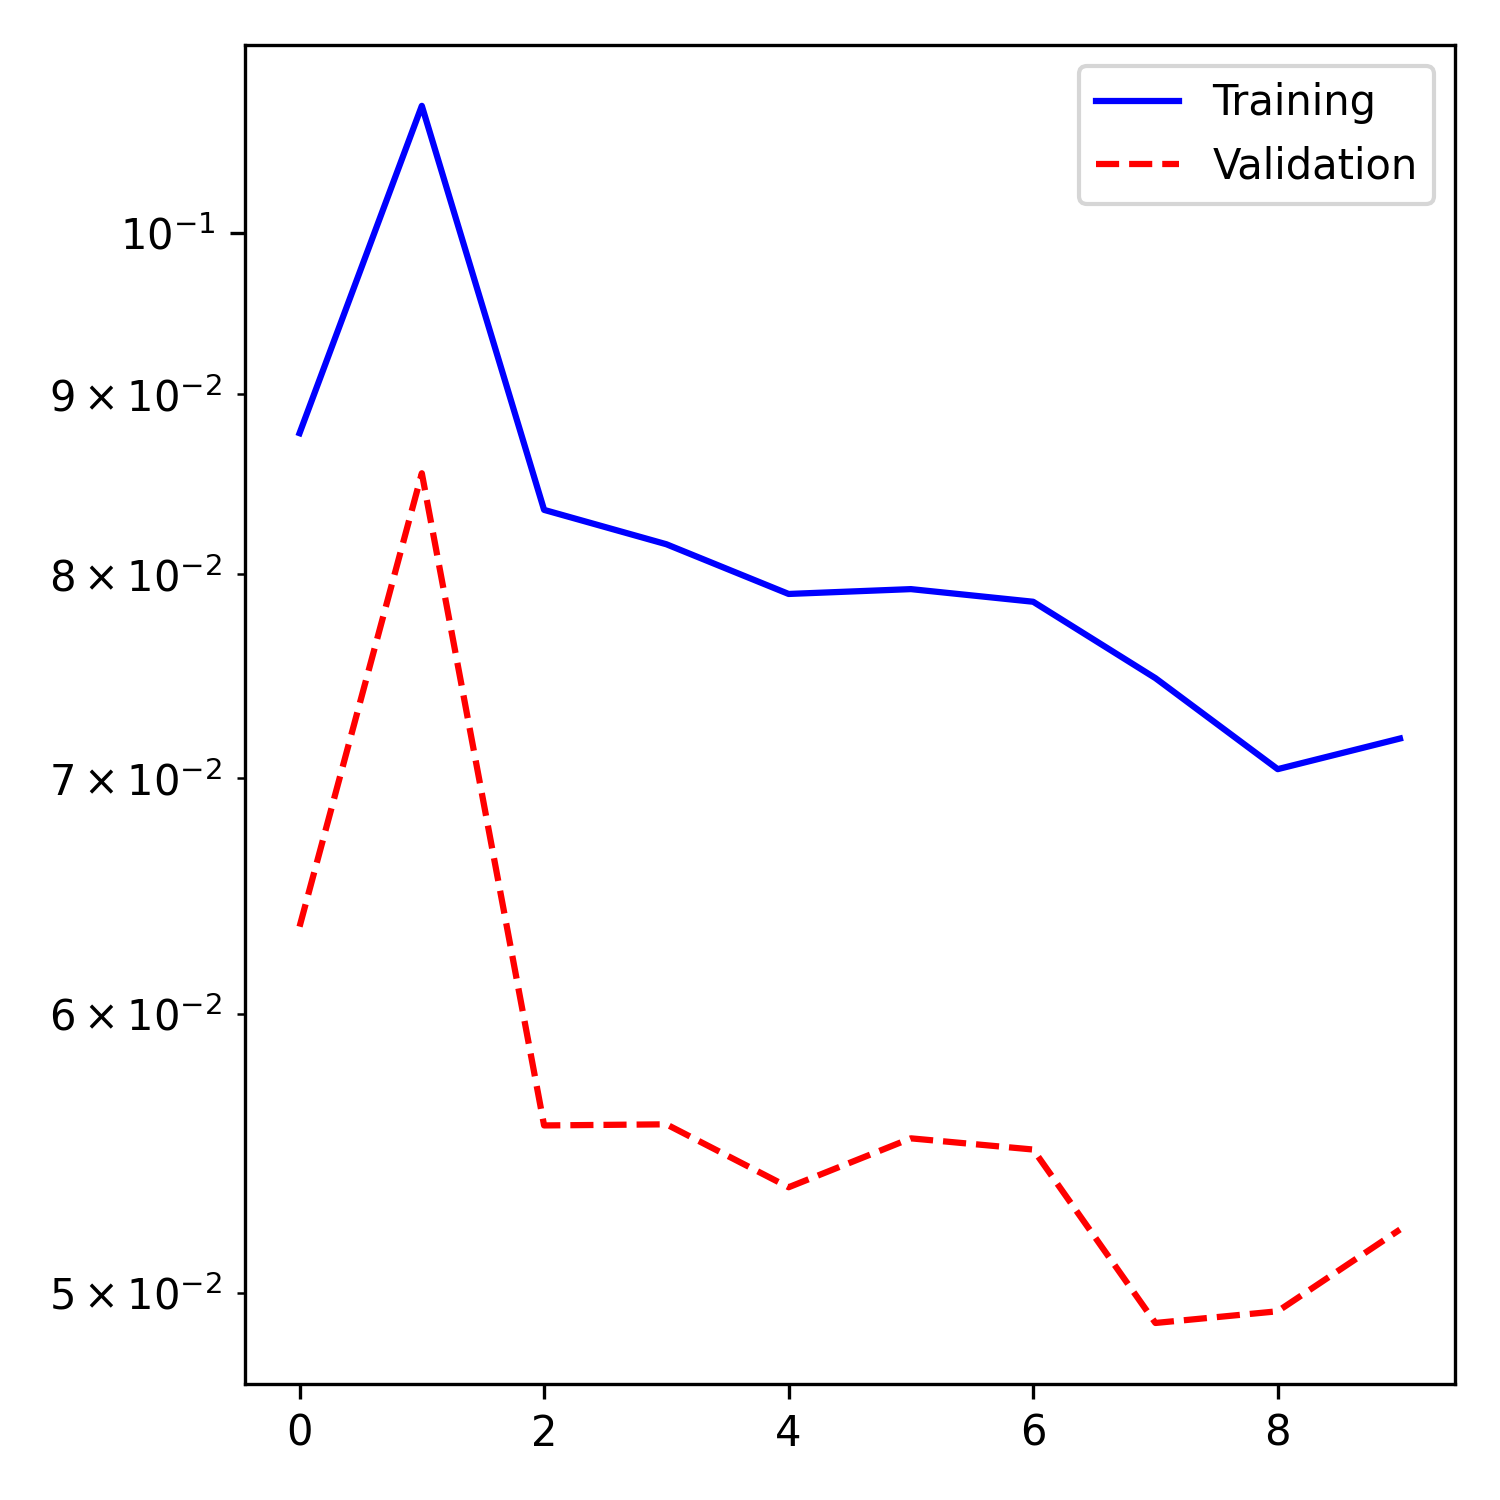 Training
Validation
10⁻¹
9 × 10⁻²
8 × 10⁻²
7 × 10⁻²
6 × 10⁻²
5 × 10⁻²
0 2 4 6 8